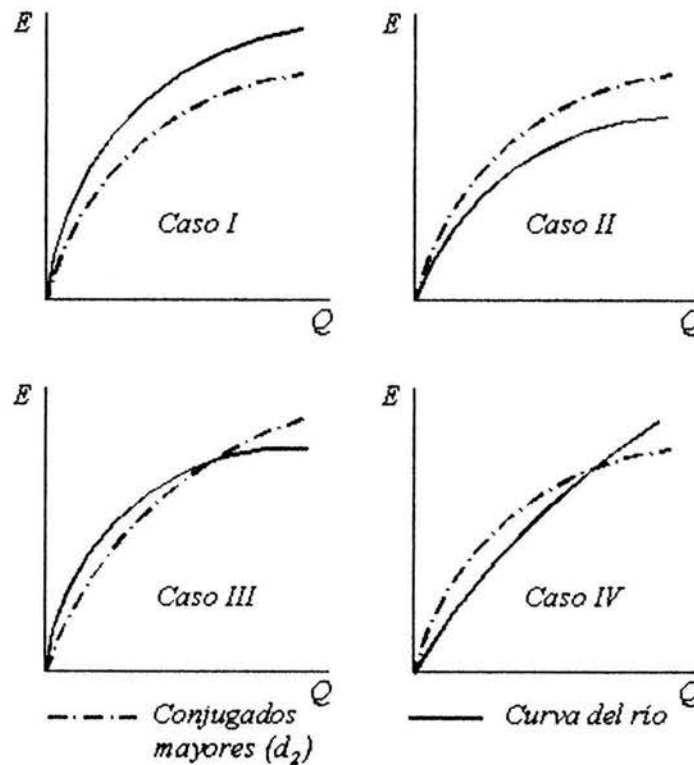 E
Caso I
Q
E
Caso II
Q
E
Caso III
Q
E
Caso IV
Q
Conjugados
mayores (d₂)
Curva del río